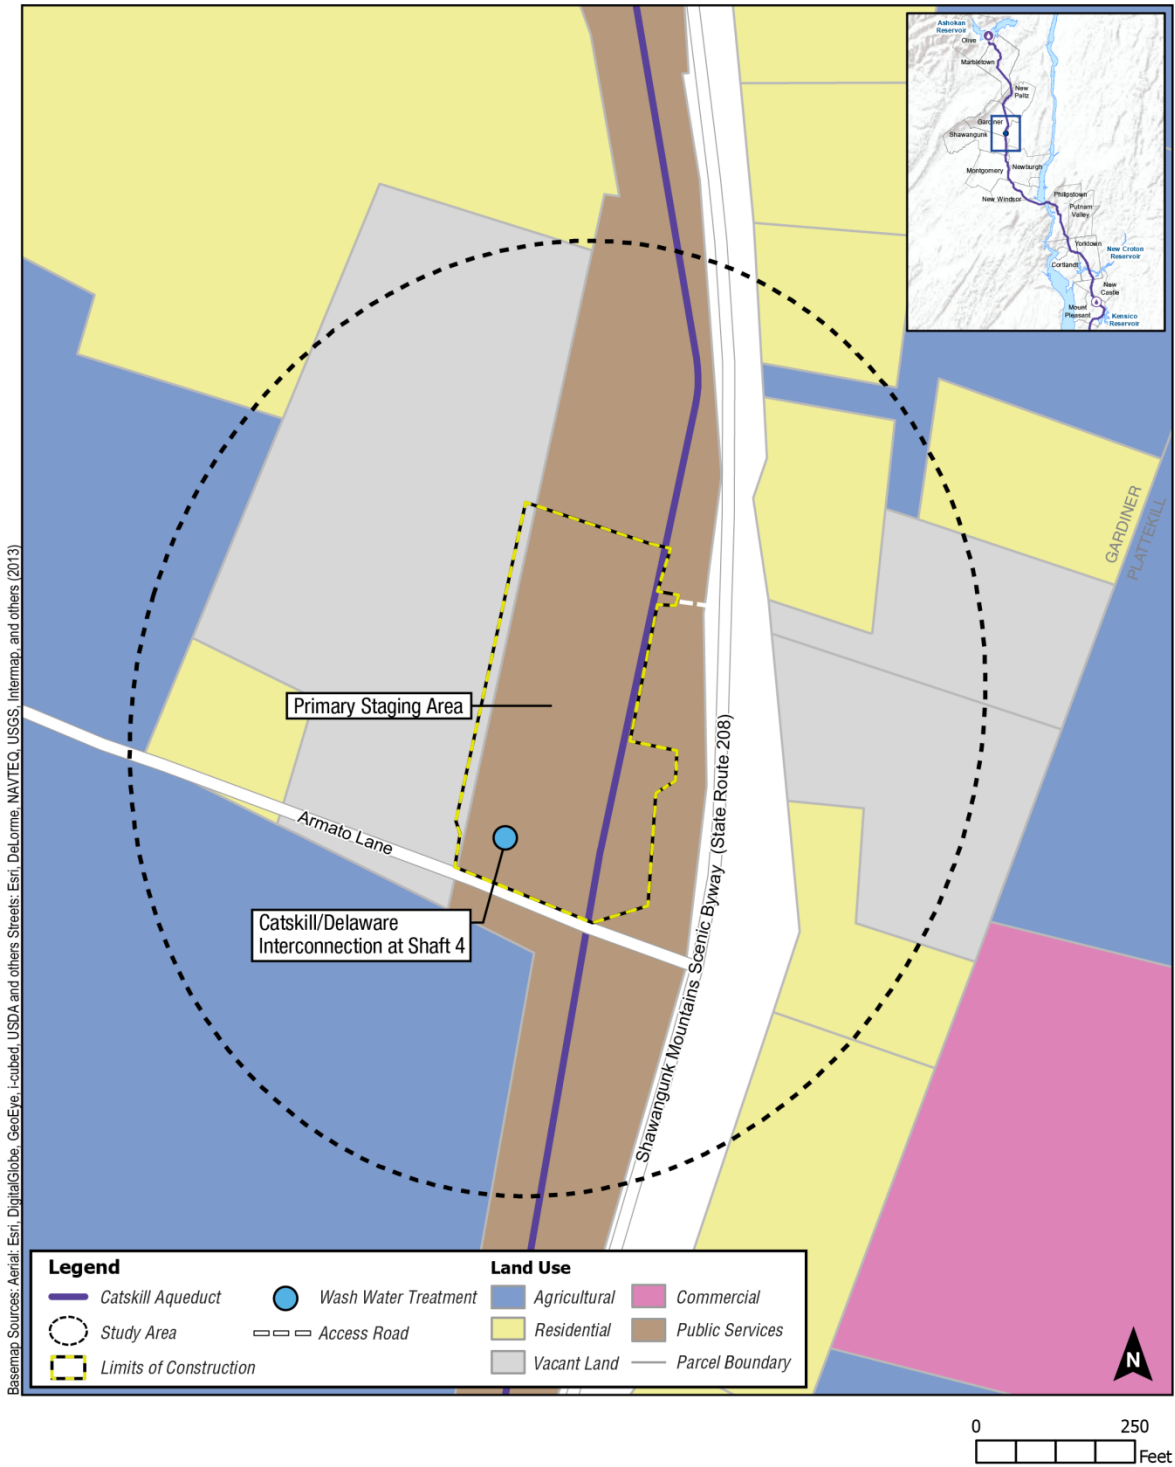 Ashokan
Reservoir
Olive
Marbletown
New
Paltz
Gardiner
Shawangunk
Montgomery
Newburgh
New Windsor
Philipstown
Putnam
Valley
Yorktown
New Croton
Reservoir
Cortlandt
New
Castle
Mount
Pleasant
Kensico
Reservoir
GARDINER
PLATTEKILL
Primary Staging Area
Armato Lane
Catskill/Delaware
Interconnection at Shaft 4
Shawangunk Mountains Scenic Byway (State Route 208)
Basemap Sources: Aerial: Esri, DigitalGlobe, GeoEye, i-cubed, USDA and others Streets: Esri, DeLorme, NAVTEQ, USGS, Intermap, and others (2013)
Legend
Catskill Aqueduct
Study Area
Limits of Construction
Wash Water Treatment
Access Road
Land Use
Agricultural
Residential
Vacant Land
Commercial
Public Services
Parcel Boundary
N
0 250
Feet